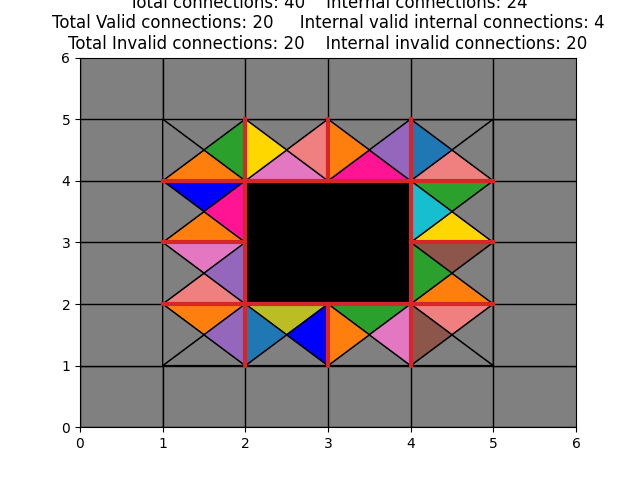 Total connections: 40 Internal connections: 24
Total Valid connections: 20 Internal valid internal connections: 4
Total Invalid connections: 20 Internal invalid connections: 20
6
5
4
3
2
1
0
0 1 2 3 4 5 6